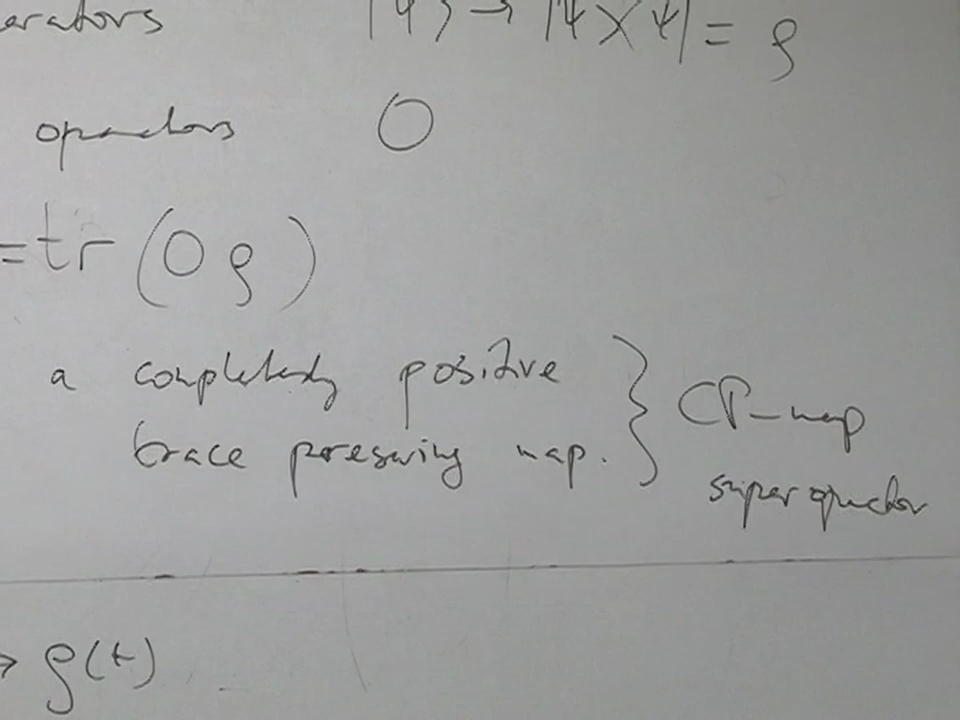 erators |ψ⟩ → |ψ⟩⟨ψ| = ρ
operators O
= tr (O ρ)
a completely positive
trace preserving map. } CP-map
superoperator
→ ρ(t)